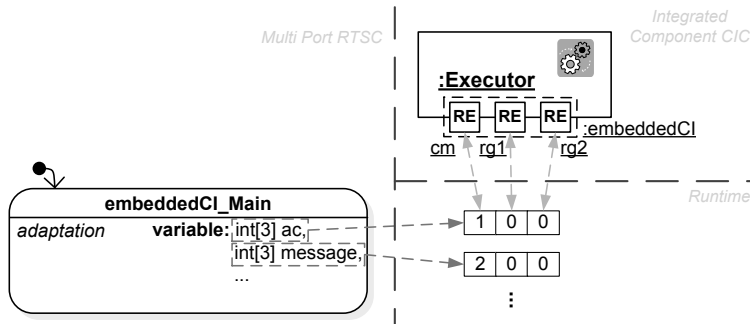 Multi Port RTSC
Integrated
Component CIC
:Executor
RE RE RE
:embeddedCI
cm rg1 rg2
Runtime
embeddedCI_Main
adaptation variable: int[3] ac,
int[3] message,
...
1 0 0
2 0 0